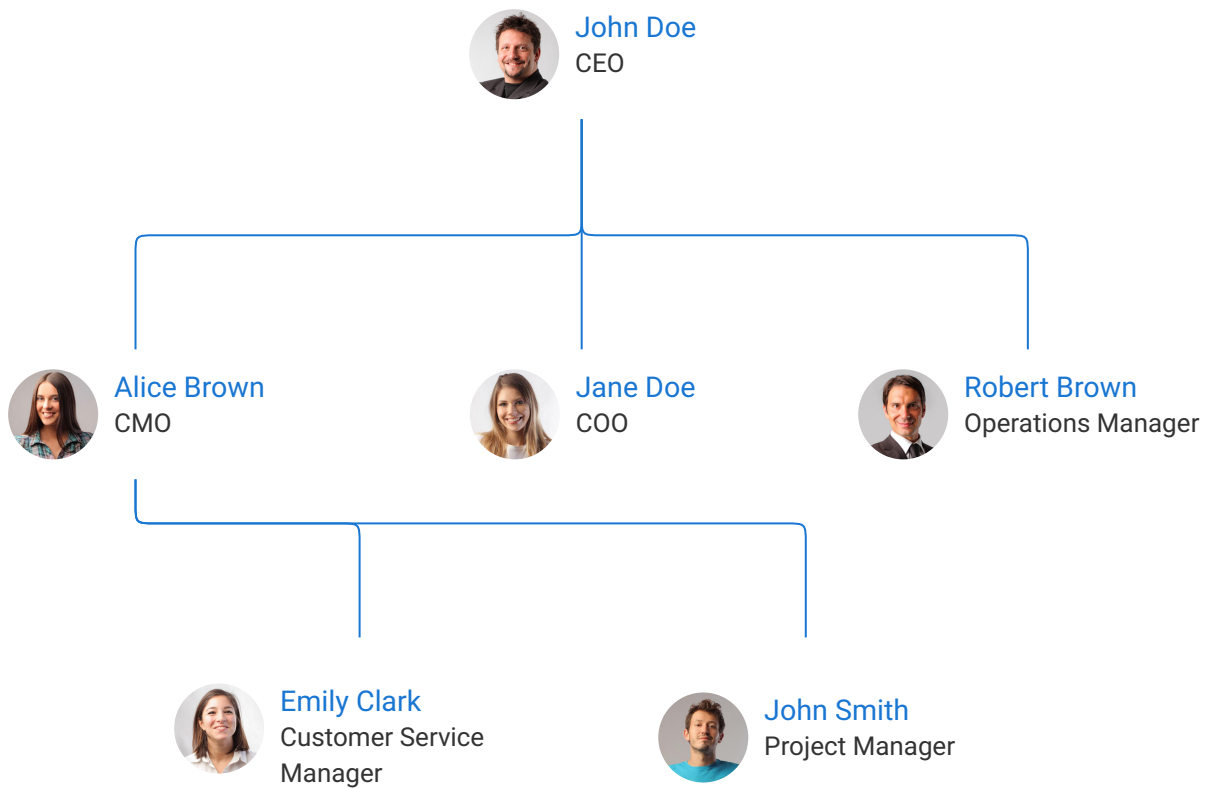 John Doe
CEO
Alice Brown
CMO
Jane Doe
COO
Robert Brown
Operations Manager
Emily Clark
Customer Service
Manager
John Smith
Project Manager